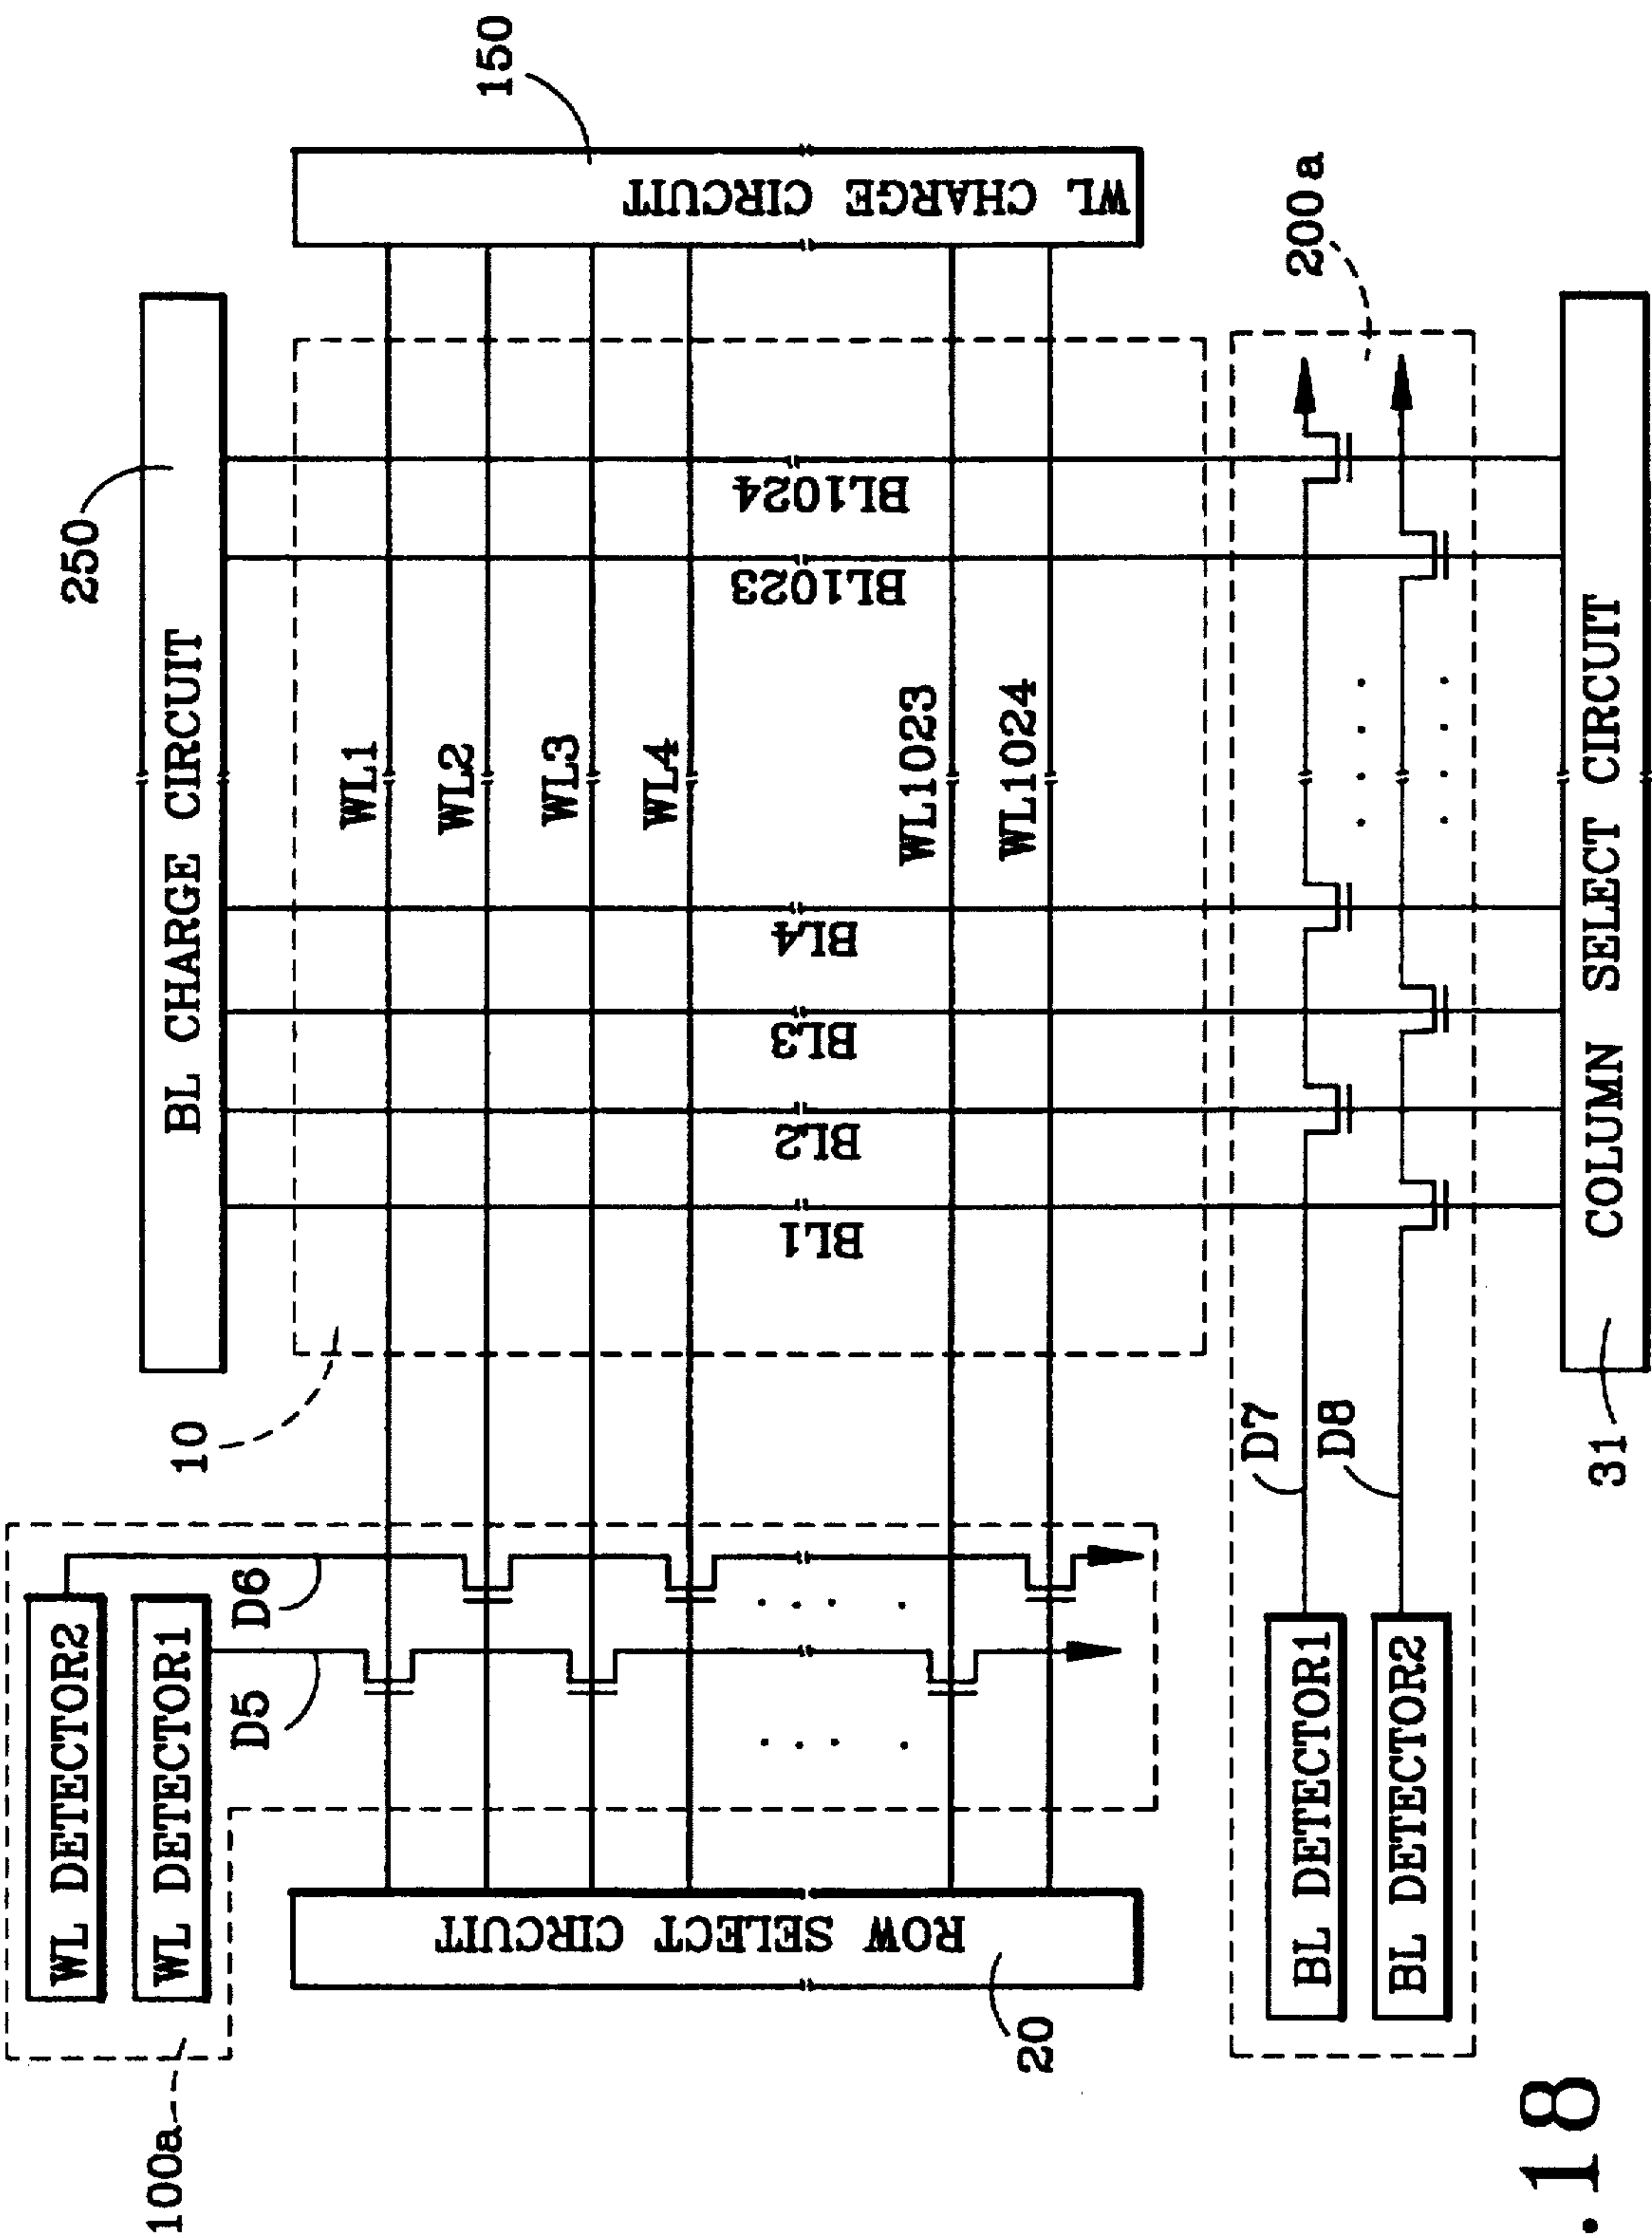 250
150
BL CHARGE CIRCUIT
WL CHARGE CIRCUIT
10
100a
WL DETECTOR2
WL DETECTOR1
D6
D5
WL1
WL2
WL3
WL4
WL1023
WL1024
BL1
BL2
BL3
BL4
BL1023
BL1024
ROW SELECT CIRCUIT
20
200a
D7
D8
BL DETECTOR1
BL DETECTOR2
COLUMN SELECT CIRCUIT
31
.18